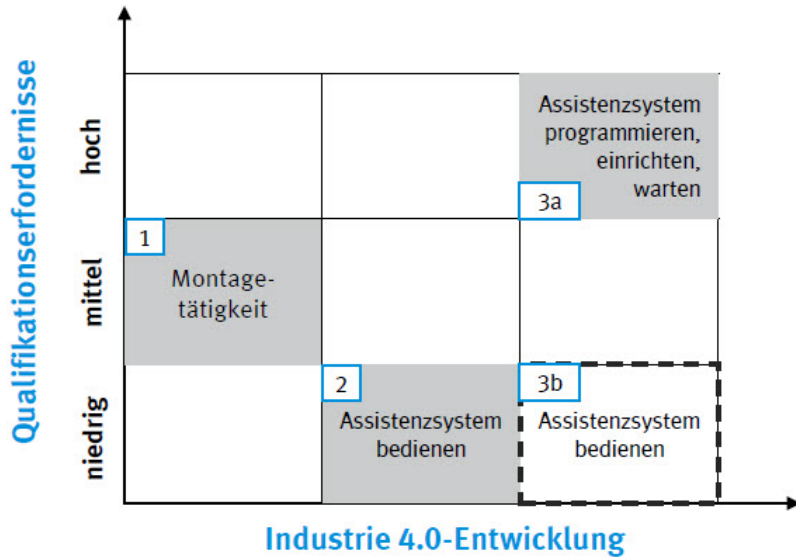 Qualifikationserfordernisse
hoch
mittel
niedrig
Assistenzsystem
programmieren,
einrichten,
warten
3a
1
Montage-
tätigkeit
2
Assistenzsystem
bedienen
3b
Assistenzsystem
bedienen
Industrie 4.0-Entwicklung